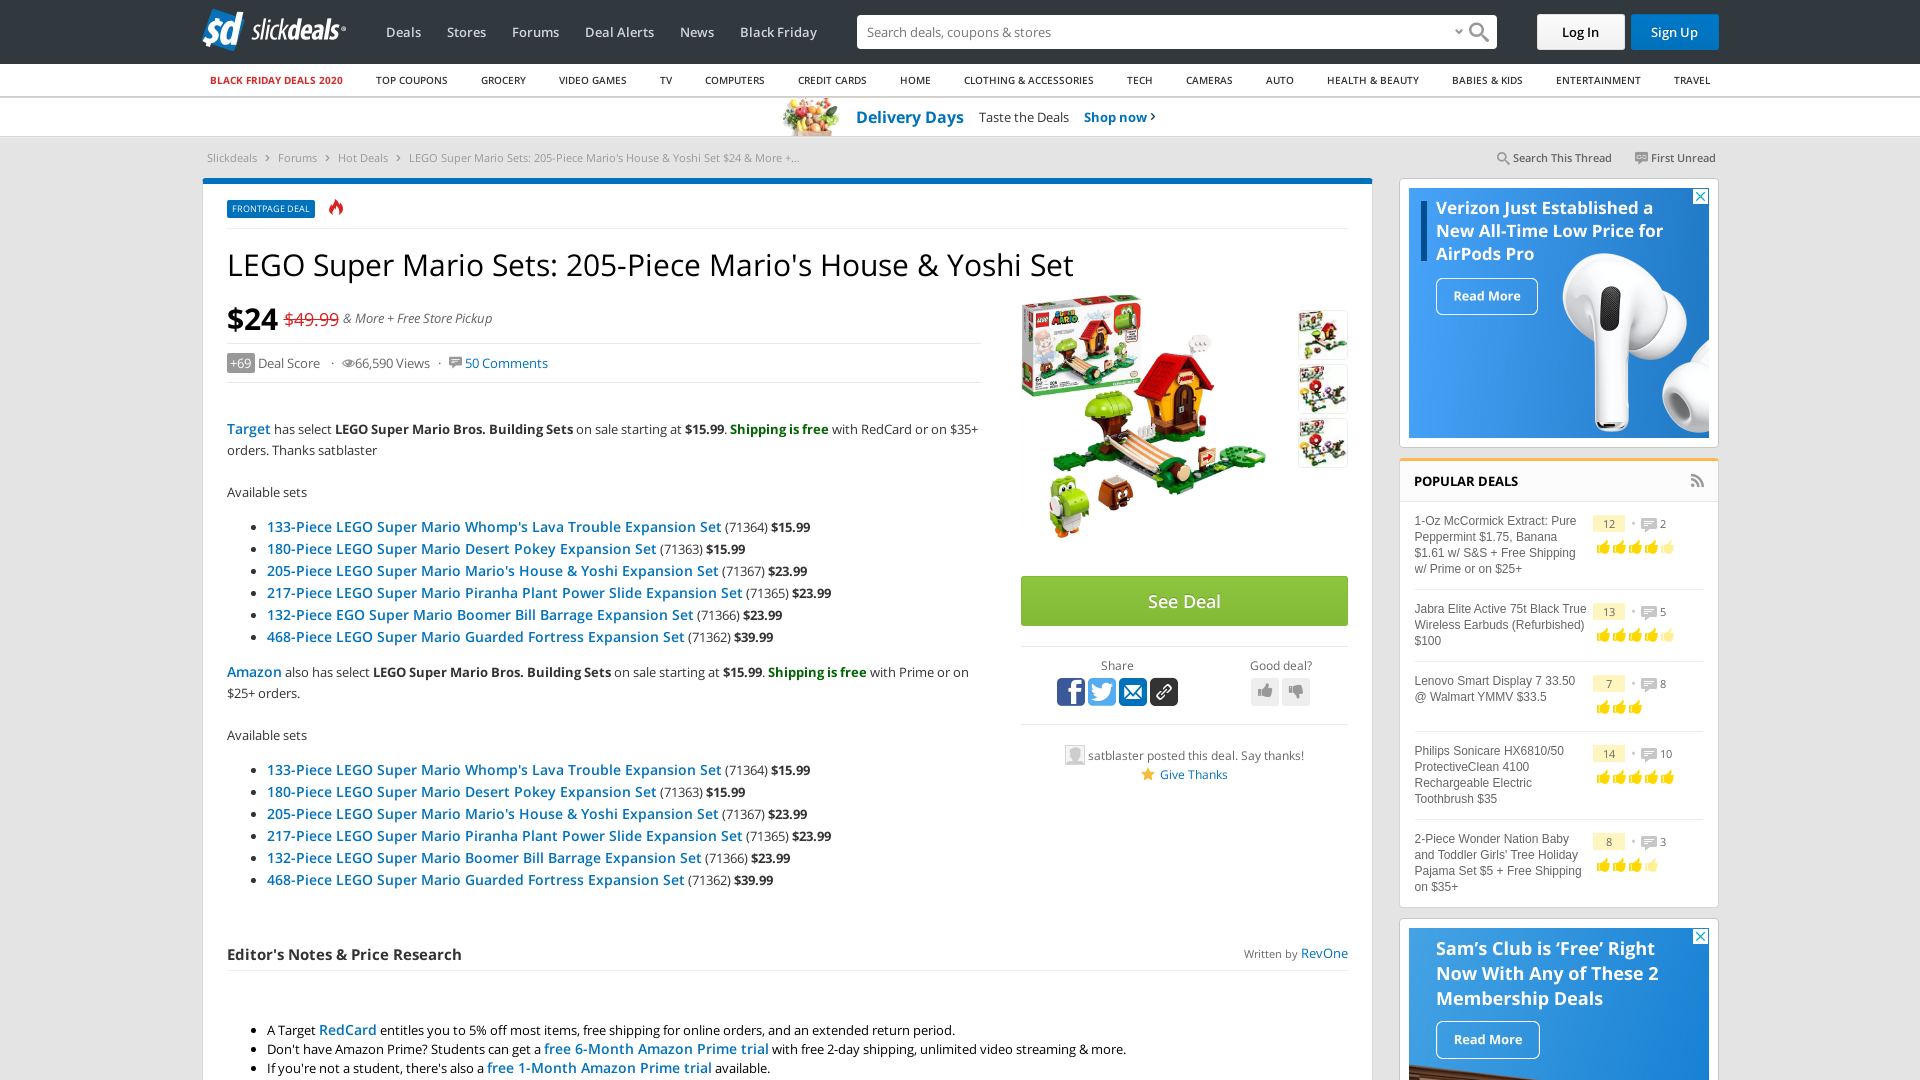 slickdeals
Deals
Stores
Forums
Deal Alerts
News
Black Friday
Search deals, coupons & stores
Log In
Sign Up
BLACK FRIDAY DEALS 2020
TOP COUPONS
GROCERY
VIDEO GAMES
TV
COMPUTERS
CREDIT CARDS
HOME
CLOTHING & ACCESSORIES
TECH
CAMERAS
AUTO
HEALTH & BEAUTY
BABIES & KIDS
ENTERTAINMENT
TRAVEL
Delivery Days Taste the Deals Shop now
Slickdeals > Forums > Hot Deals > LEGO Super Mario Sets: 205-Piece Mario's House & Yoshi Set $24 & More +...
Search This Thread
First Unread
FRONTPAGE DEAL
LEGO Super Mario Sets: 205-Piece Mario's House & Yoshi Set
$24 $49.99 & More + Free Store Pickup
+69 Deal Score · 66,590 Views · 50 Comments
Target has select LEGO Super Mario Bros. Building Sets on sale starting at $15.99. Shipping is free with RedCard or on $35+
orders. Thanks satblaster
Available sets
• 133-Piece LEGO Super Mario Whomp's Lava Trouble Expansion Set (71364) $15.99
• 180-Piece LEGO Super Mario Desert Pokey Expansion Set (71363) $15.99
• 205-Piece LEGO Super Mario Mario's House & Yoshi Expansion Set (71367) $23.99
• 217-Piece LEGO Super Mario Piranha Plant Power Slide Expansion Set (71365) $23.99
• 132-Piece EGO Super Mario Boomer Bill Barrage Expansion Set (71366) $23.99
• 468-Piece LEGO Super Mario Guarded Fortress Expansion Set (71362) $39.99
Amazon also has select LEGO Super Mario Bros. Building Sets on sale starting at $15.99. Shipping is free with Prime or on
$25+ orders.
Available sets
• 133-Piece LEGO Super Mario Whomp's Lava Trouble Expansion Set (71364) $15.99
• 180-Piece LEGO Super Mario Desert Pokey Expansion Set (71363) $15.99
• 205-Piece LEGO Super Mario Mario's House & Yoshi Expansion Set (71367) $23.99
• 217-Piece LEGO Super Mario Piranha Plant Power Slide Expansion Set (71365) $23.99
• 132-Piece LEGO Super Mario Boomer Bill Barrage Expansion Set (71366) $23.99
• 468-Piece LEGO Super Mario Guarded Fortress Expansion Set (71362) $39.99
See Deal
Share
Good deal?
satblaster posted this deal. Say thanks!
Give Thanks
Editor's Notes & Price Research
Written by RevOne
• A Target RedCard entitles you to 5% off most items, free shipping for online orders, and an extended return period.
• Don't have Amazon Prime? Students can get a free 6-Month Amazon Prime trial with free 2-day shipping, unlimited video streaming & more.
• If you're not a student, there's also a free 1-Month Amazon Prime trial available.
Verizon Just Established a
New All-Time Low Price for
AirPods Pro
Read More
POPULAR DEALS
1-Oz McCormick Extract: Pure
Peppermint $1.75, Banana
$1.61 w/ S&S + Free Shipping
w/ Prime or on $25+
12 • 2
Jabra Elite Active 75t Black True
Wireless Earbuds (Refurbished)
$100
13 • 5
Lenovo Smart Display 7 33.50
@ Walmart YMMV $33.5
7 • 8
Philips Sonicare HX6810/50
ProtectiveClean 4100
Rechargeable Electric
Toothbrush $35
14 • 10
2-Piece Wonder Nation Baby
and Toddler Girls' Tree Holiday
Pajama Set $5 + Free Shipping
on $35+
8 • 3
Sam's Club is 'Free' Right
Now With Any of These 2
Membership Deals
Read More